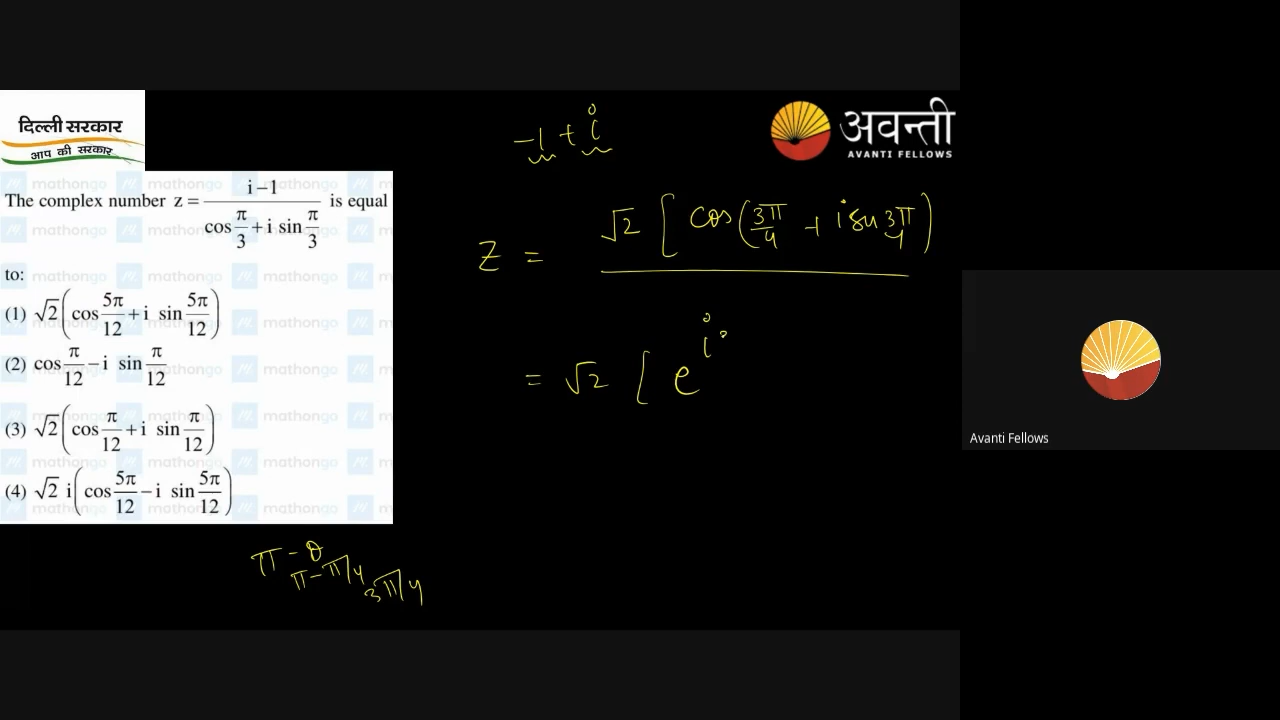 दिल्ली सरकार
आप की सरकार
अवन्ती
AVANTI FELLOWS
The complex number z = (i−1)/(cos π/3 + i sin π/3) is equal
to:
(1) √2(cos 5π/12 + i sin 5π/12)
(2) cos π/12 − i sin π/12
(3) √2(cos π/12 + i sin π/12)
(4) √2 i(cos 5π/12 − i sin 5π/12)
mathongo
−1 + i
z = √2 [ cos(3π/4 + i sin 3π/4)
= √2 [ e^i
π − θ
π − π/4
3π/4
Avanti Fellows